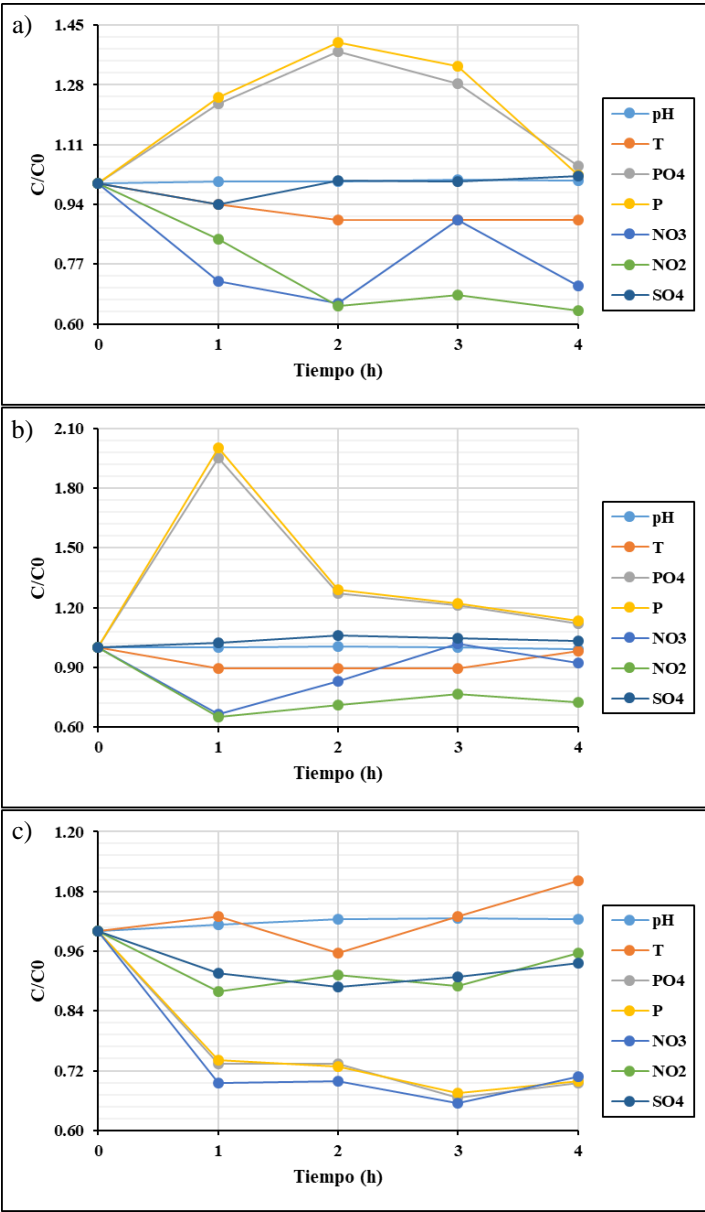 a)
1.45
1.28
1.11
0.94
0.77
0.60
C/C0
0 1 2 3 4
Tiempo (h)
pH
T
PO4
P
NO3
NO2
SO4
b)
2.10
1.80
1.50
1.20
0.90
0.60
C/C0
0 1 2 3 4
Tiempo (h)
pH
T
PO4
P
NO3
NO2
SO4
c)
1.20
1.08
0.96
0.84
0.72
0.60
C/C0
0 1 2 3 4
Tiempo (h)
pH
T
PO4
P
NO3
NO2
SO4